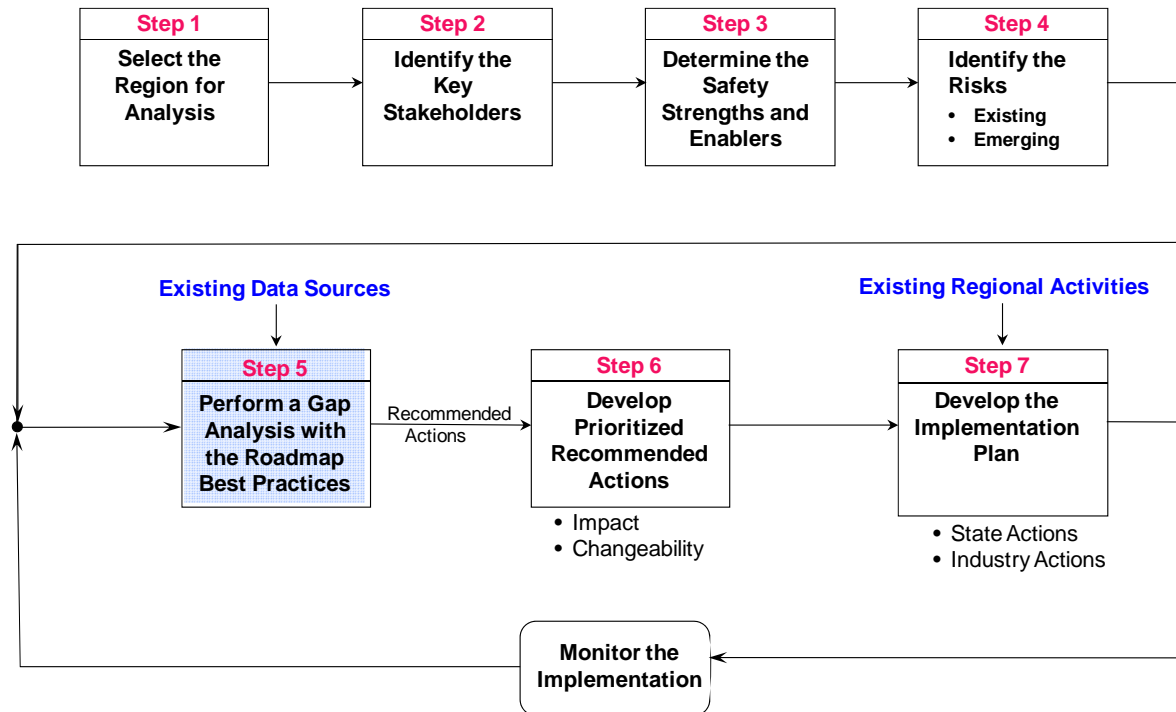 Step 1
Select the
Region for
Analysis
Step 2
Identify the
Key
Stakeholders
Step 3
Determine the
Safety
Strengths and
Enablers
Step 4
Identify the
Risks
• Existing
• Emerging
Existing Data Sources
Existing Regional Activities
Step 5
Perform a Gap
Analysis with
the Roadmap
Best Practices
Recommended
Actions
Step 6
Develop
Prioritized
Recommended
Actions
• Impact
• Changeability
Step 7
Develop the
Implementation
Plan
• State Actions
• Industry Actions
Monitor the
Implementation